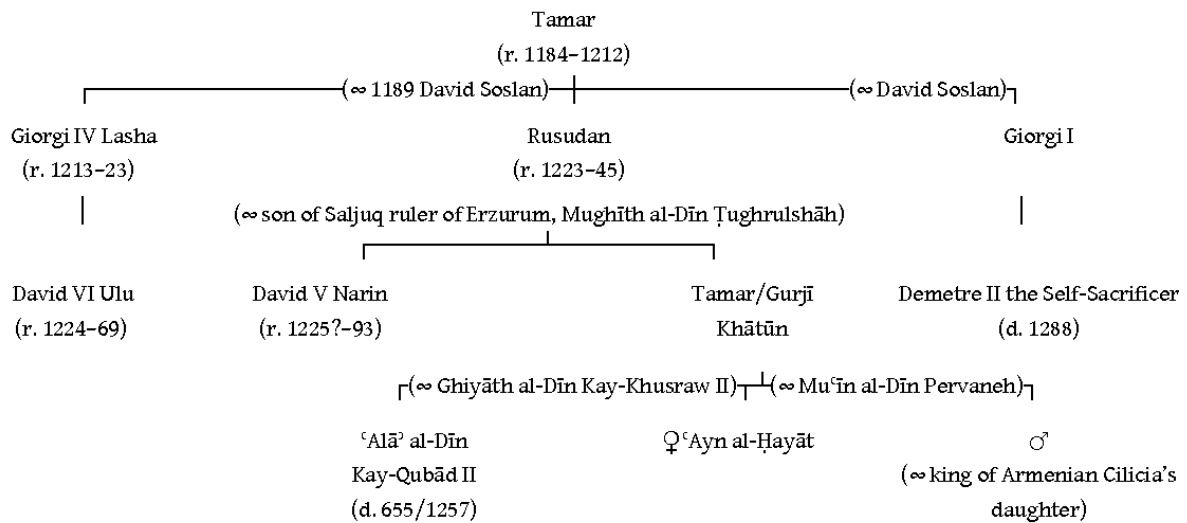 Tamar
(r. 1184–1212)
(∞ 1189 David Soslan) (∞ David Soslan)
Giorgi IV Lasha Rusudan Giorgi I
(r. 1213–23) (r. 1223–45)
(∞ son of Saljuq ruler of Erzurum, Mughīth al-Dīn Ṭughrulshāh)
David VI Ulu David V Narin Tamar/Gurjī Demetre II the Self-Sacrificer
(r. 1224–69) (r. 1225?–93) Khātūn (d. 1288)
(∞ Ghiyāth al-Dīn Kay-Khusraw II) (∞ Muʿīn al-Dīn Pervaneh)
ʿAlāʾ al-Dīn ♀ʿAyn al-Ḥayāt ♂
Kay-Qubād II (∞ king of Armenian Cilicia’s
(d. 655/1257) daughter)